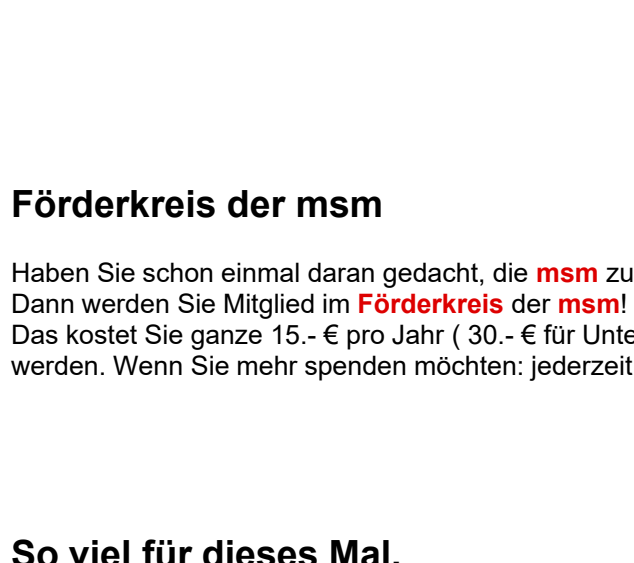 Förderkreis der msm
Haben Sie schon einmal daran gedacht, die msm zu
Dann werden Sie Mitglied im Förderkreis der msm!
Das kostet Sie ganze 15.- € pro Jahr ( 30.- € für Unte
werden. Wenn Sie mehr spenden möchten: jederzeit
So viel für dieses Mal.